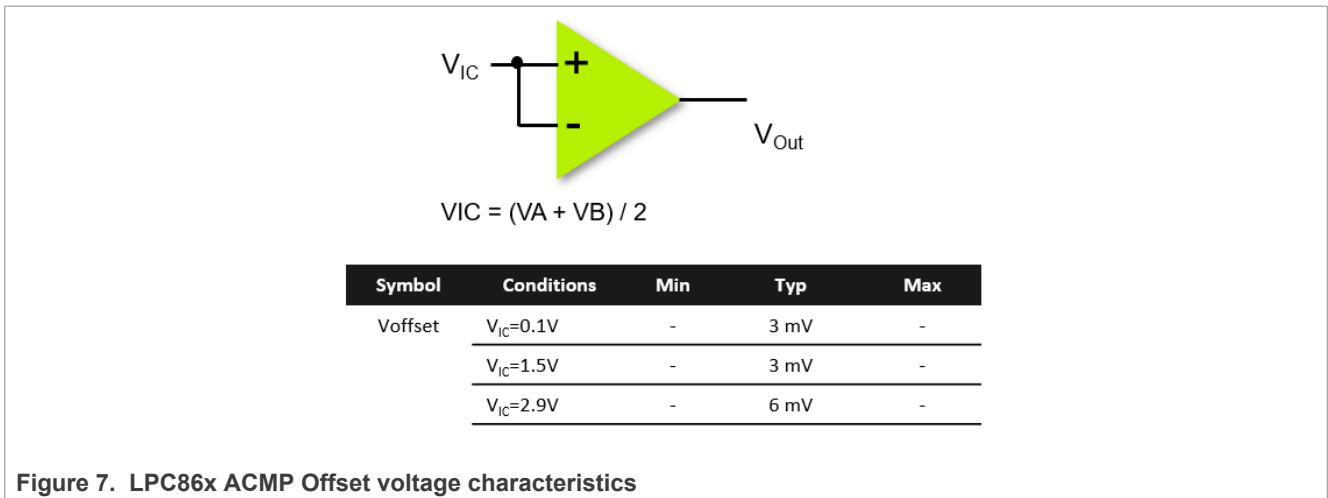 V_IC + -
V_Out
VIC = (VA + VB) / 2
Symbol Conditions Min Typ Max
Voffset V_IC=0.1V - 3 mV -
V_IC=1.5V - 3 mV -
V_IC=2.9V - 6 mV -
Figure 7. LPC86x ACMP Offset voltage characteristics